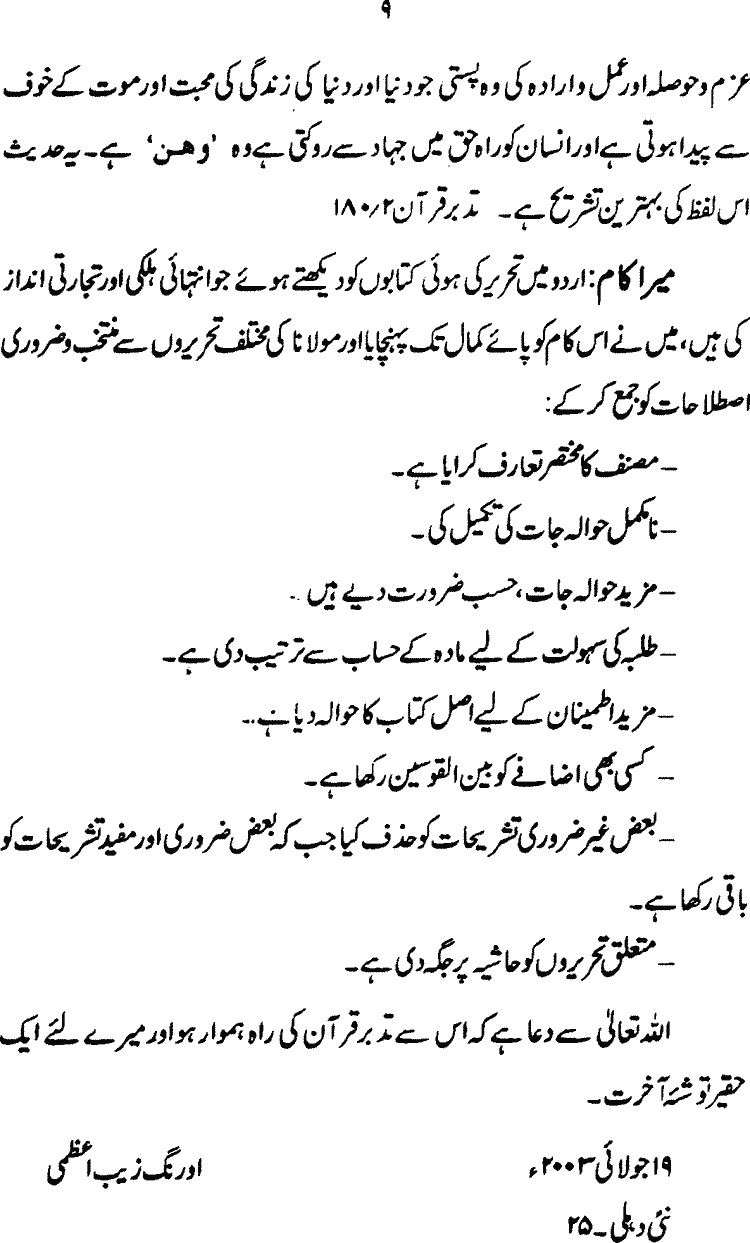 ۹
عزم و حوصلہ اور عمل و ارادہ کی وہ پستی جو دنیا اور دنیا کی زندگی کی محبت اور موت کے خوف
سے پیدا ہوتی ہے اور انسان کو راہ حق میں جہاد سے روکتی ہے وہ ’وھن‘ ہے۔ یہ حدیث
اس لفظ کی بہترین تشریح ہے۔ تدبر قرآن ۲/۱۸۰
میرا کام: اردو میں تحریر کی ہوئی کتابوں کو دیکھتے ہوئے جو انتہائی ہلکی اور تجارتی انداز
کی ہیں، میں نے اس کام کو پائے کمال تک پہنچایا اور مولانا کی مختلف تحریروں سے منتخب و ضروری
اصطلاحات کو جمع کر کے:
– مصنف کا مختصر تعارف کرایا ہے۔
– نامکمل حوالہ جات کی تکمیل کی۔
– مزید حوالہ جات، حسب ضرورت دیے ہیں۔
– طلبہ کی سہولت کے لیے مادہ کے حساب سے ترتیب دی ہے۔
– مزید اطمینان کے لیے اصل کتاب کا حوالہ دیا ہے۔
– کسی بھی اضافے کو بین القوسین رکھا ہے۔
– بعض غیر ضروری تشریحات کو حذف کیا جب کہ بعض ضروری اور مفید تشریحات کو
باقی رکھا ہے۔
– متعلق تحریروں کو حاشیہ پر جگہ دی ہے۔
اللہ تعالیٰ سے دعا ہے کہ اس سے تدبر قرآن کی راہ ہموار ہو اور میرے لئے ایک
حقیر توشۂ آخرت۔
۱۹ جولائی ۲۰۰۳ء اورنگ زیب اعظمی
نئی دہلی۔ ۲۵